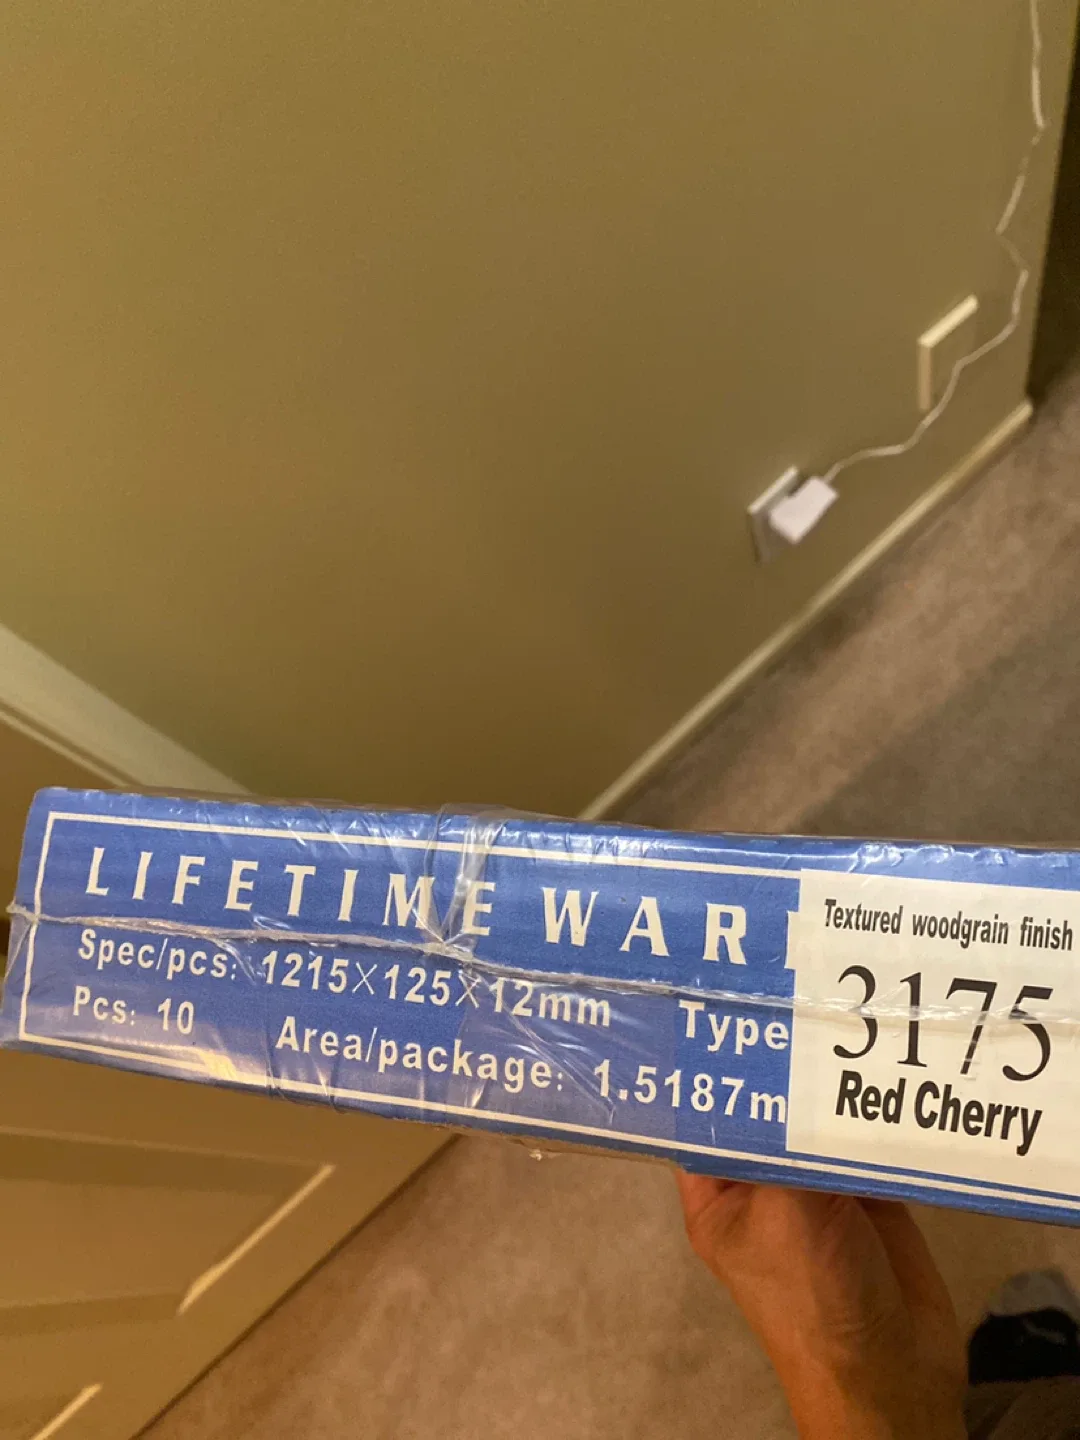 LIFETIME WAR
Spec/pcs: 1215×125×12mm Type
Pcs: 10 Area/package: 1.5187m
Textured woodgrain finish
3175
Red Cherry